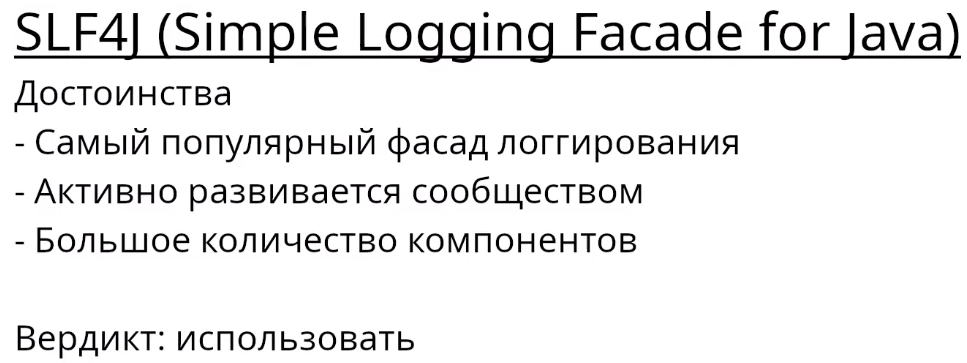 SLF4J (Simple Logging Facade for Java)
Достоинства
- Самый популярный фасад логгирования
- Активно развивается сообществом
- Большое количество компонентов
Вердикт: использовать